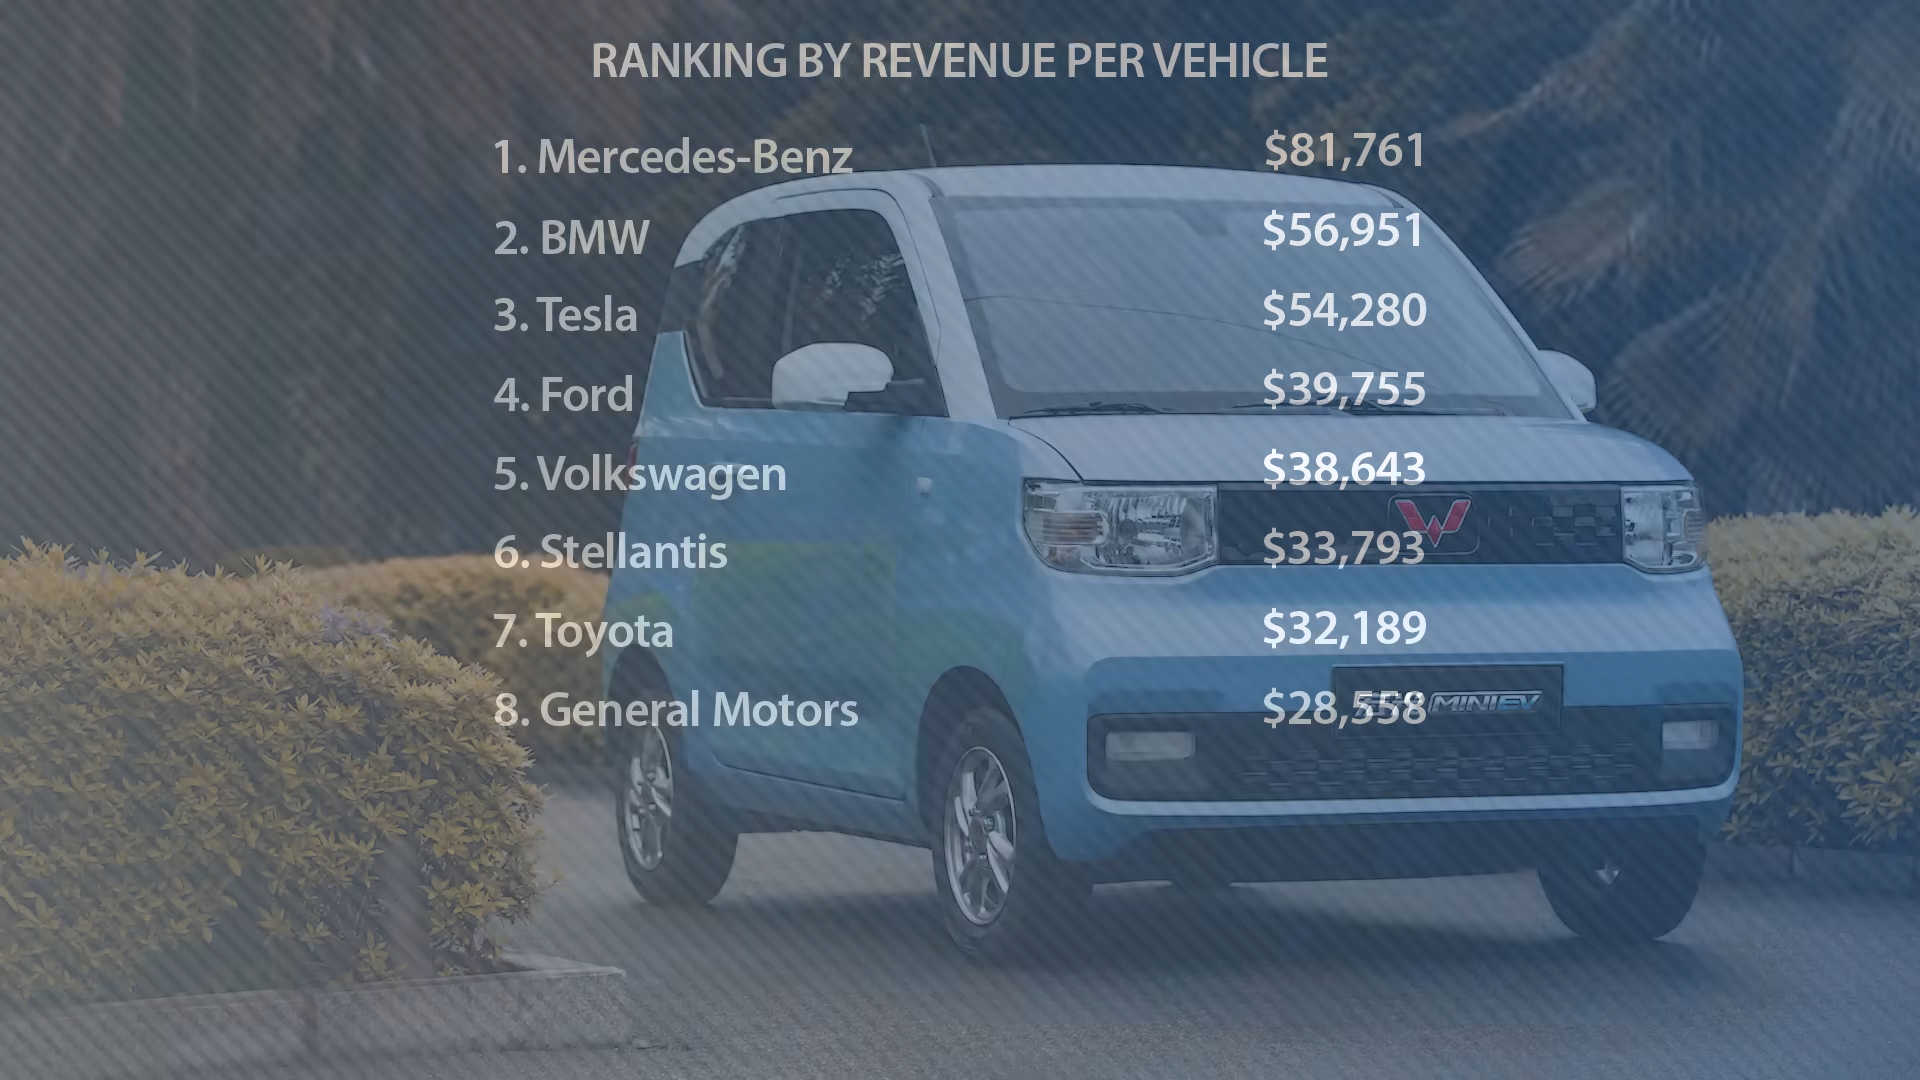 RANKING BY REVENUE PER VEHICLE
1. Mercedes-Benz $81,761
2. BMW $56,951
3. Tesla $54,280
4. Ford $39,755
5. Volkswagen $38,643
6. Stellantis $33,793
7. Toyota $32,189
8. General Motors $28,558
MINIEV